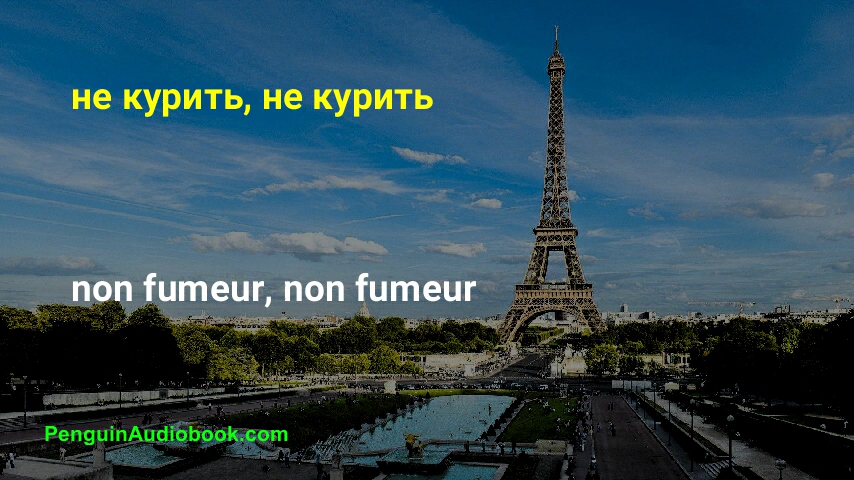 не курить, не курить
non fumeur, non fumeur
PenguinAudiobook.com